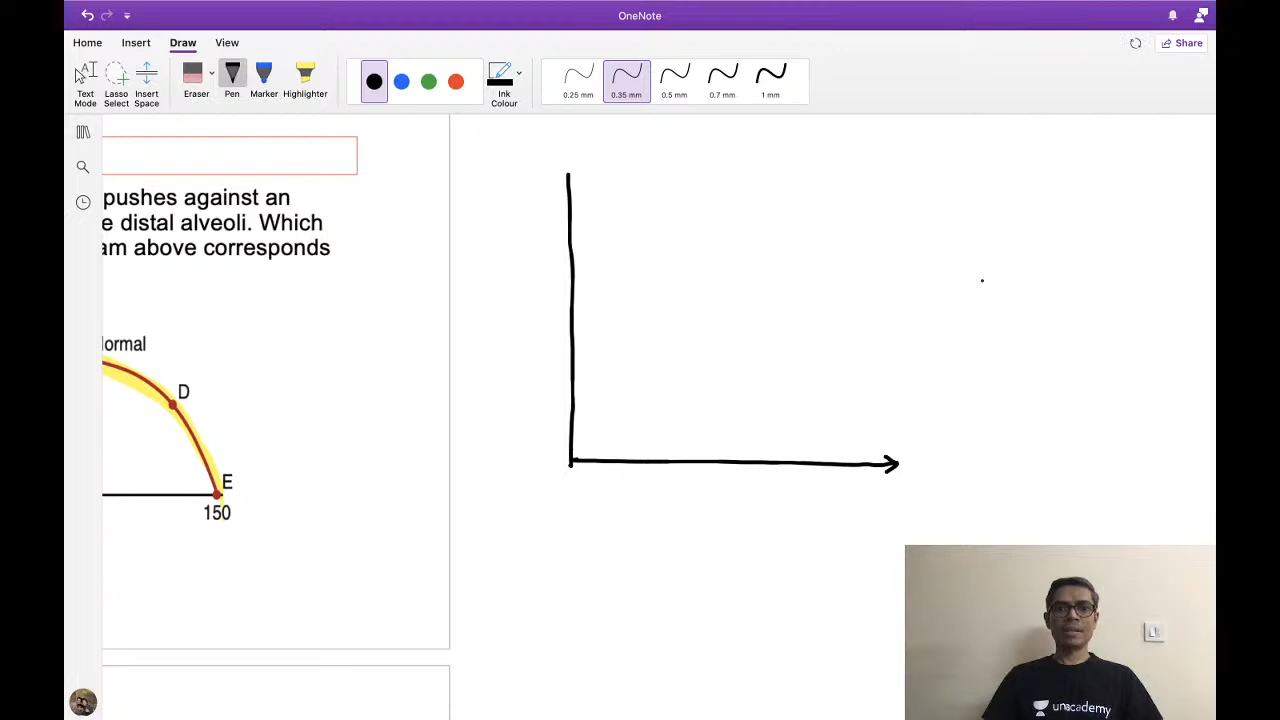 OneNote
Home Insert Draw View
Share
Text Mode
Lasso Select
Insert Space
Eraser
Pen
Marker
Highlighter
Ink Colour
0.25 mm
0.35 mm
0.5 mm
0.7 mm
1 mm
pushes against an
e distal alveoli. Which
am above corresponds
ormal
D
E
150
unacademy